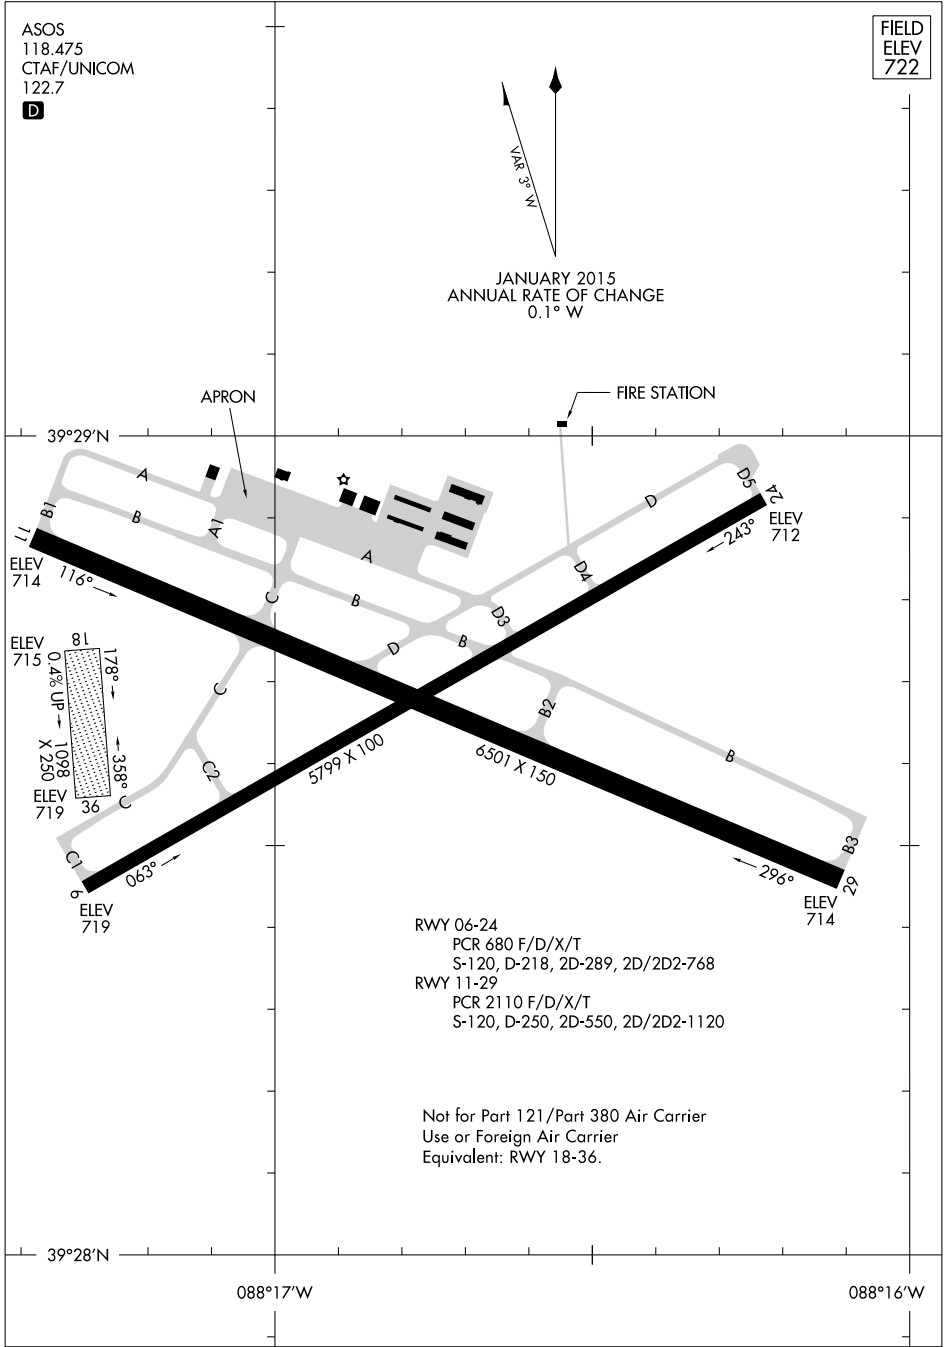 ASOS
118.475
CTAF/UNICOM
122.7
D
FIELD
ELEV
722
VAR 3° W
JANUARY 2015
ANNUAL RATE OF CHANGE
0.1° W
APRON
FIRE STATION
39°29'N
A
B
B1
A1
11
ELEV
714
116°
A
B
C
D
D5
24
ELEV
712
243°
D4
D3
D
B
B2
B
C
C2
ELEV
715
18
178°
0.4% UP
1098
X 250
358°
ELEV
719
36
C
C1
6
ELEV
719
063°
5799 X 100
6501 X 150
296°
B3
29
ELEV
714
RWY 06-24
PCR 680 F/D/X/T
S-120, D-218, 2D-289, 2D/2D2-768
RWY 11-29
PCR 2110 F/D/X/T
S-120, D-250, 2D-550, 2D/2D2-1120
Not for Part 121/Part 380 Air Carrier
Use or Foreign Air Carrier
Equivalent: RWY 18-36.
39°28'N
088°17'W
088°16'W